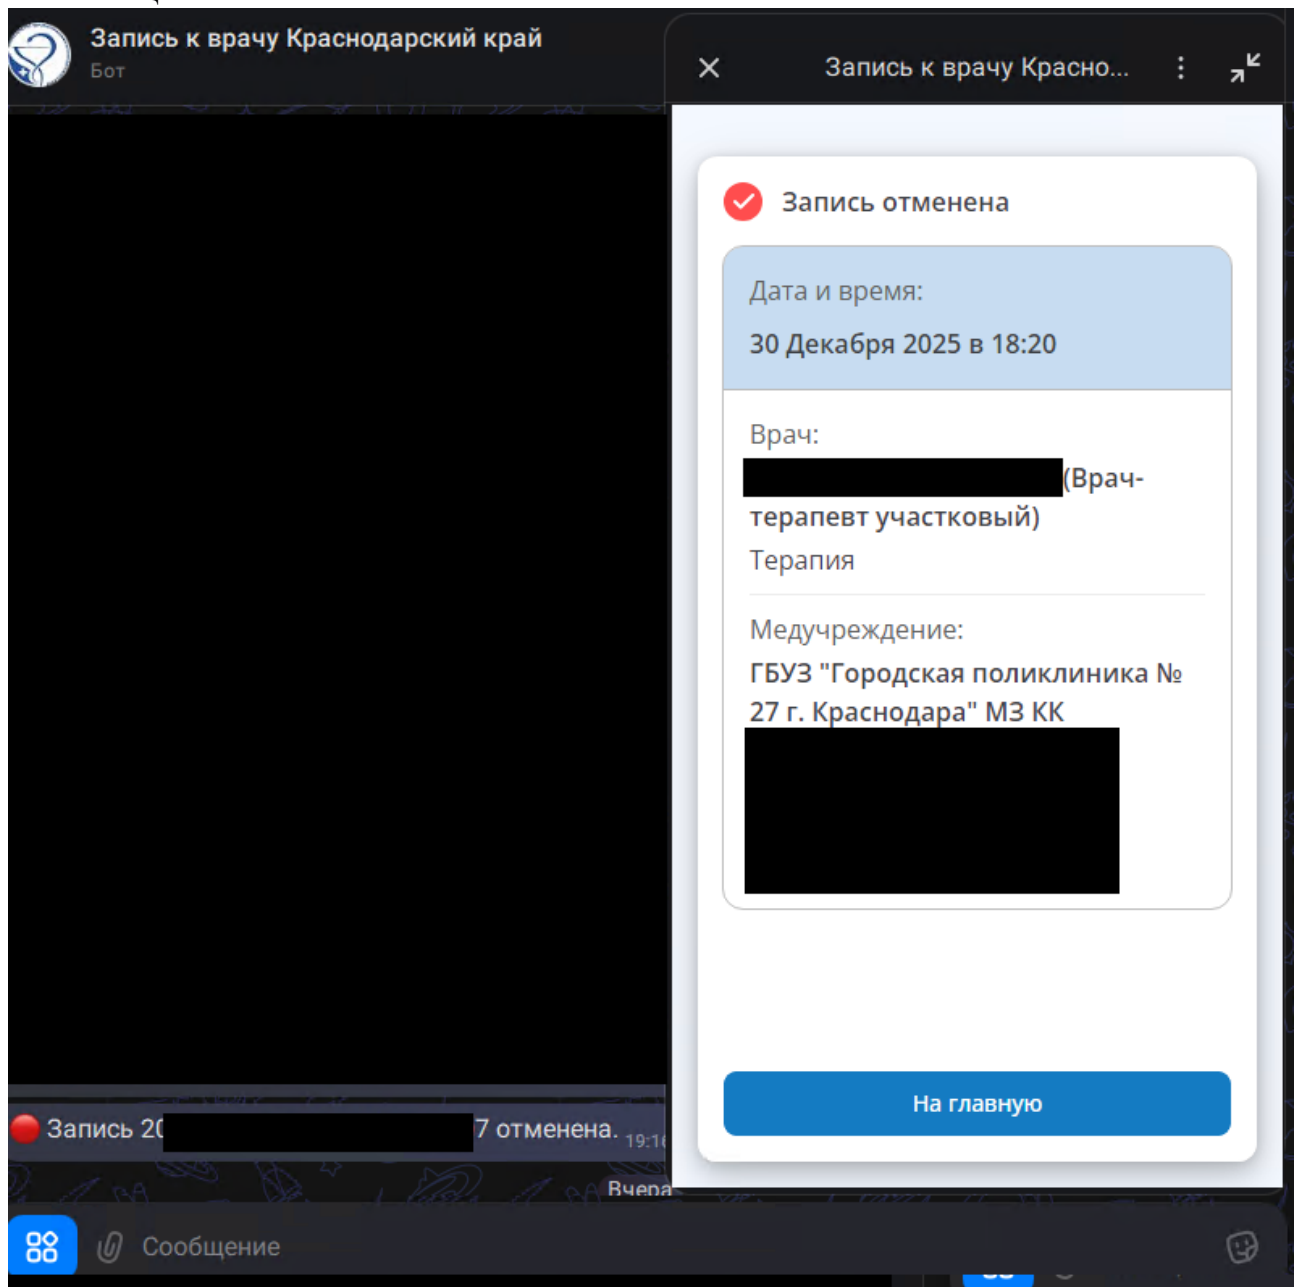 Запись к врачу Краснодарский край
Бот
Запись к врачу Красно...
Запись отменена
Дата и время:
30 Декабря 2025 в 18:20
Врач:
(Врач-
терапевт участковый)
Терапия
Медучреждение:
ГБУЗ "Городская поликлиника №
27 г. Краснодара" МЗ КК
На главную
Запись 20 7 отменена.
Вчера
Сообщение